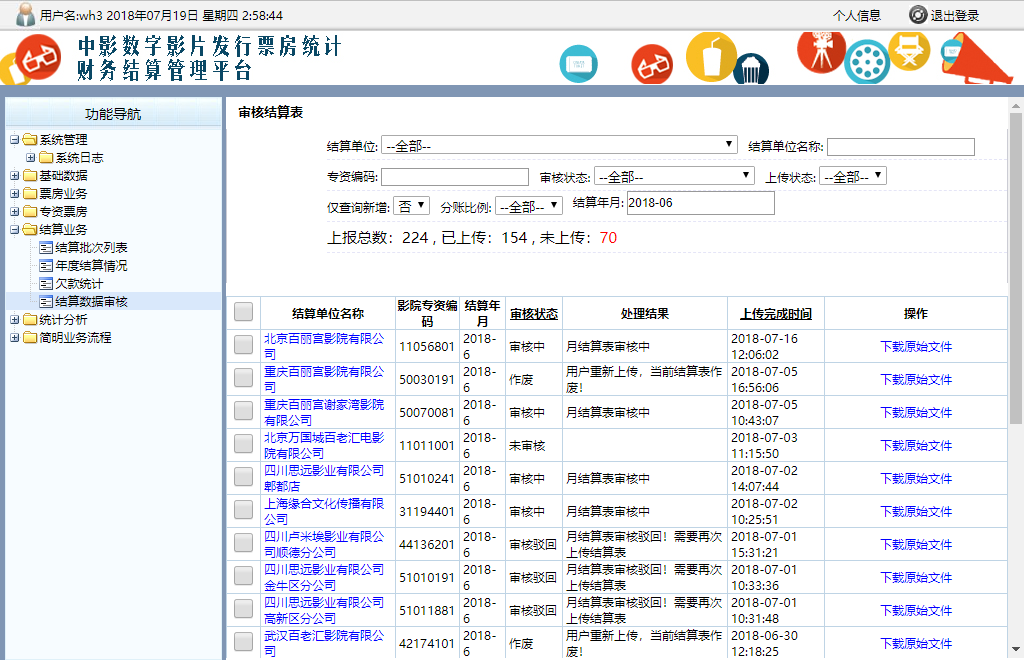 用户名:wh3 2018年07月19日 星期四 2:58:44 个人信息 退出登录
中影数字影片发行票房统计
财务结算管理平台
功能导航
系统管理
系统日志
基础数据
票房业务
专资票房
结算业务
结算批次列表
年度结算情况
欠款统计
结算数据审核
统计分析
简明业务流程
审核结算表
结算单位: --全部-- 结算单位名称:
专资编码: 审核状态: --全部-- 上传状态: --全部--
仅查询新增: 否 分账比例: --全部-- 结算年月: 2018-06
上报总数：224 , 已上传：154 , 未上传：70
结算单位名称 影院专资编码 结算年月 审核状态 处理结果 上传完成时间 操作
北京百丽宫影院有限公司 11056801 2018-6 审核中 月结算表审核中 2018-07-16 12:06:02 下载原始文件
重庆百丽宫影院有限公司 50030191 2018-6 作废 用户重新上传，当前结算表作废！ 2018-07-05 16:56:06 下载原始文件
重庆百丽宫谢家湾影院有限公司 50070081 2018-6 审核中 月结算表审核中 2018-07-05 10:43:07 下载原始文件
北京万国城百老汇电影院有限公司 11011001 2018-6 未审核 2018-07-03 11:15:50 下载原始文件
四川思远影业有限公司郫都店 51010241 2018-6 审核中 月结算表审核中 2018-07-02 14:07:44 下载原始文件
上海缘合文化传播有限公司 31194401 2018-6 审核中 月结算表审核中 2018-07-02 10:25:51 下载原始文件
四川卢米埃影业有限公司顺德分公司 44136201 2018-6 审核驳回 月结算表审核驳回！需要再次上传结算表 2018-07-01 15:31:21 下载原始文件
四川思远影业有限公司金牛区分公司 51010191 2018-6 审核驳回 月结算表审核驳回！需要再次上传结算表 2018-07-01 10:33:36 下载原始文件
四川思远影业有限公司高新区分公司 51011881 2018-6 审核驳回 月结算表审核驳回！需要再次上传结算表 2018-07-01 10:31:48 下载原始文件
武汉百老汇影院有限公司 42174101 2018-6 作废 用户重新上传，当前结算表作废！ 2018-06-30 12:18:25 下载原始文件